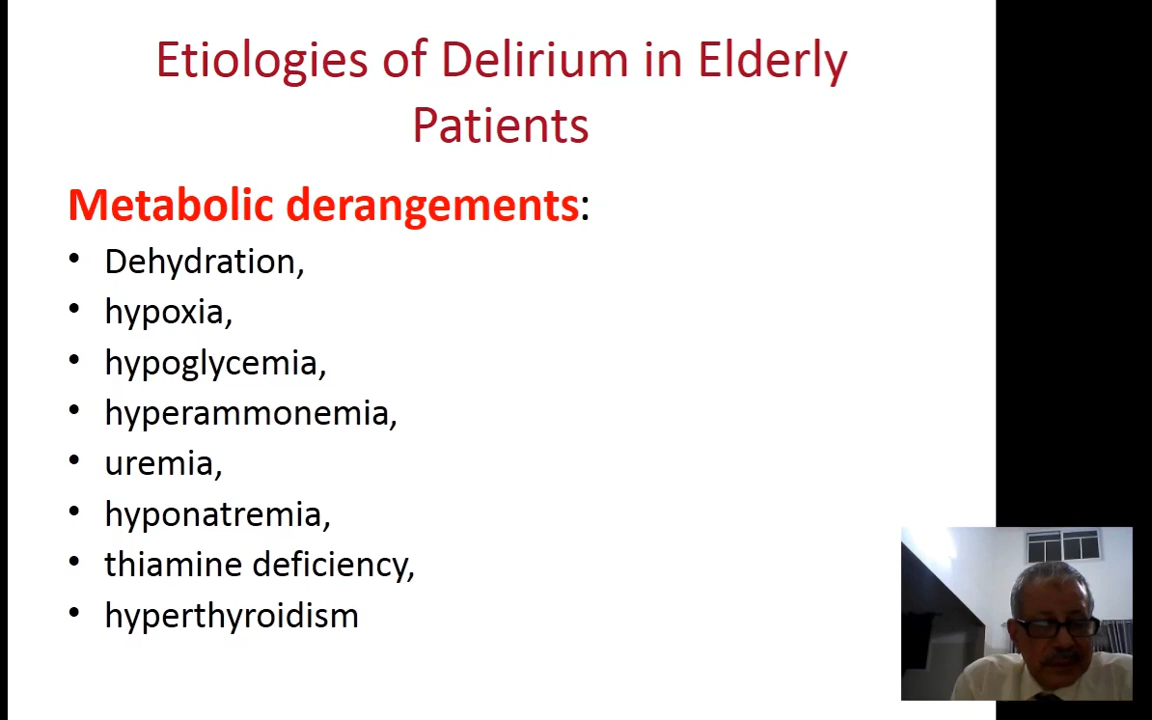 Etiologies of Delirium in Elderly
Patients
Metabolic derangements:
• Dehydration,
• hypoxia,
• hypoglycemia,
• hyperammonemia,
• uremia,
• hyponatremia,
• thiamine deficiency,
• hyperthyroidism